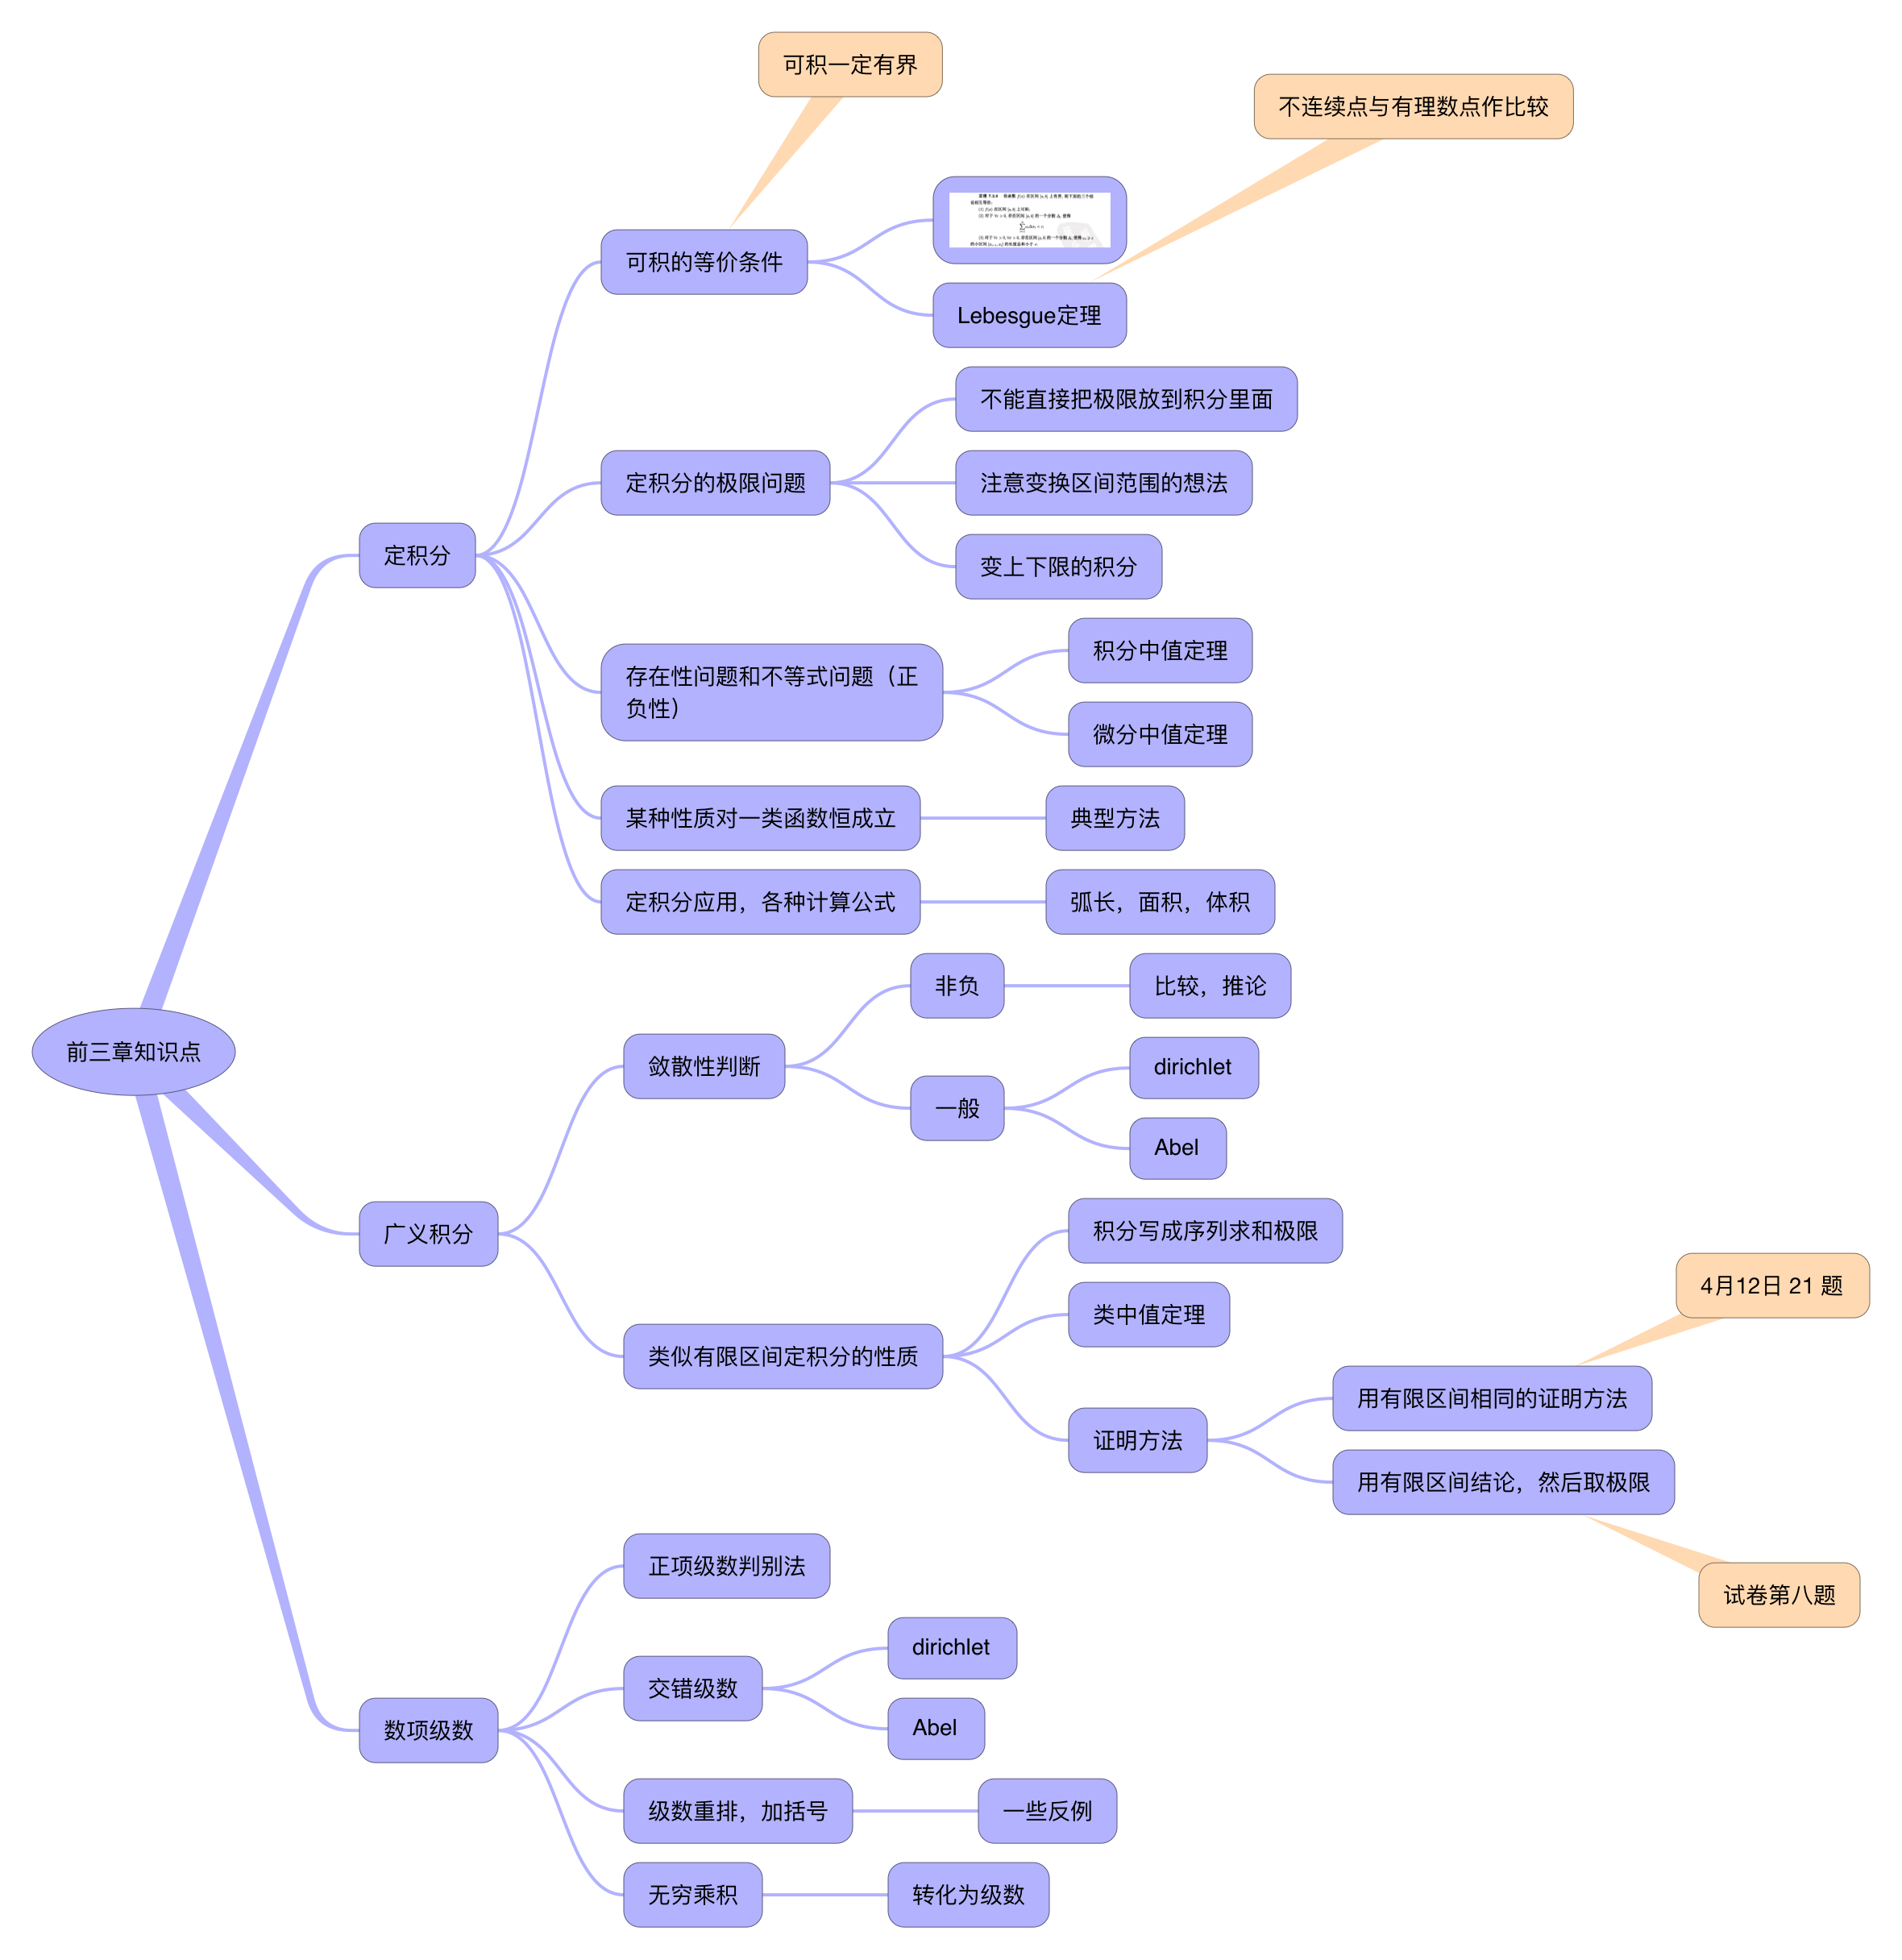 可积一定有界
不连续点与有理数点作比较
可积的等价条件
Lebesgue定理
不能直接把极限放到积分里面
定积分的极限问题
注意变换区间范围的想法
变上下限的积分
定积分
存在性问题和不等式问题（正
负性）
积分中值定理
微分中值定理
某种性质对一类函数恒成立
典型方法
定积分应用，各种计算公式
弧长，面积，体积
前三章知识点
敛散性判断
非负
比较，推论
一般
dirichlet
Abel
广义积分
类似有限区间定积分的性质
积分写成序列求和极限
类中值定理
证明方法
4月12日 21 题
用有限区间相同的证明方法
用有限区间结论，然后取极限
试卷第八题
数项级数
正项级数判别法
交错级数
dirichlet
Abel
级数重排，加括号
一些反例
无穷乘积
转化为级数